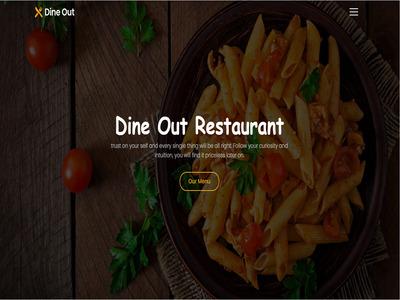 Dine Out
Dine Out Restaurant
trust on your self and every single thing will be all right Follow your curiosity and
intuition, you will find it priceless later on.
Our Menu